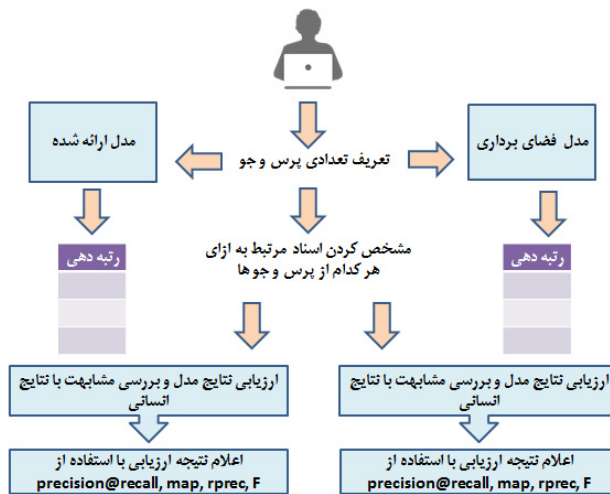 مدل فضای برداری
تعریف تعدادی پرس و جو
مدل ارائه شده
مشخص کردن اسناد مرتبط به ازای
هر کدام از پرس و جو ها
رتبه دهی
رتبه دهی
ارزیابی نتایج مدل و بررسی مشابهت با نتایج
انسانی
ارزیابی نتایج مدل و بررسی مشابهت با نتایج
انسانی
اعلام نتیجه ارزیابی با استفاده از
precision@recall, map, rprec, F
اعلام نتیجه ارزیابی با استفاده از
precision@recall, map, rprec, F